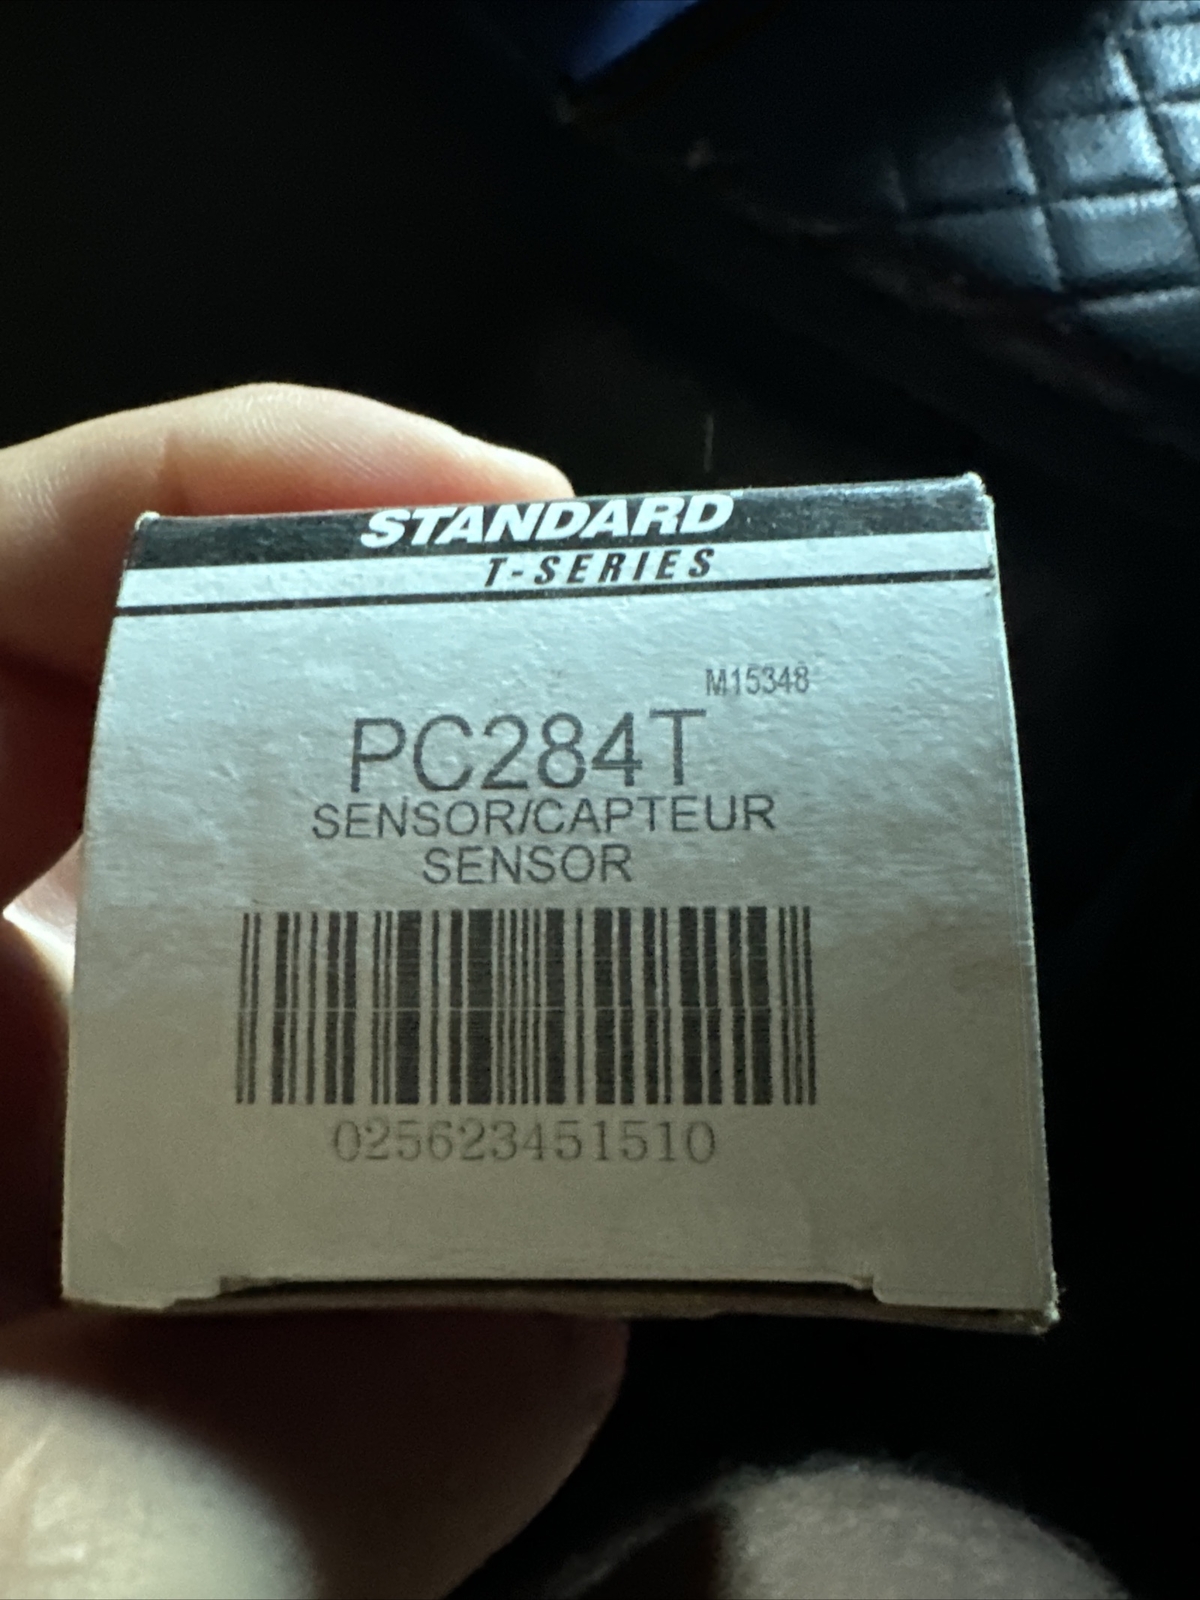 STANDARD
T-SERIES
M15348
PC284T
SENSOR/CAPTEUR
SENSOR
025623451510